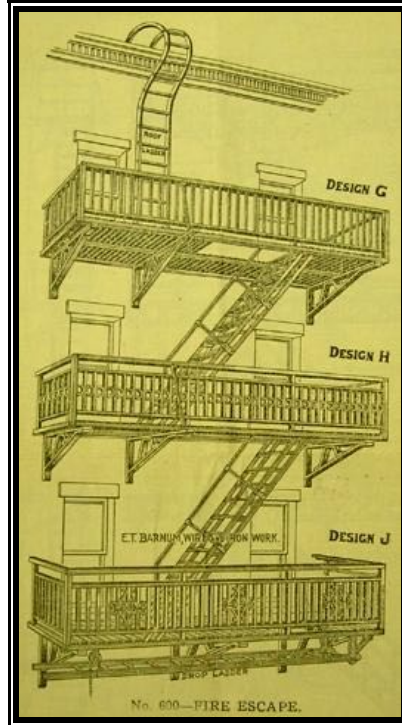 ROOF
LADDER
DESIGN G
DESIGN H
E.T. BARNUM, WIRE & IRON WORK.
DESIGN J
DROP LADDER
No. 600—FIRE ESCAPE.